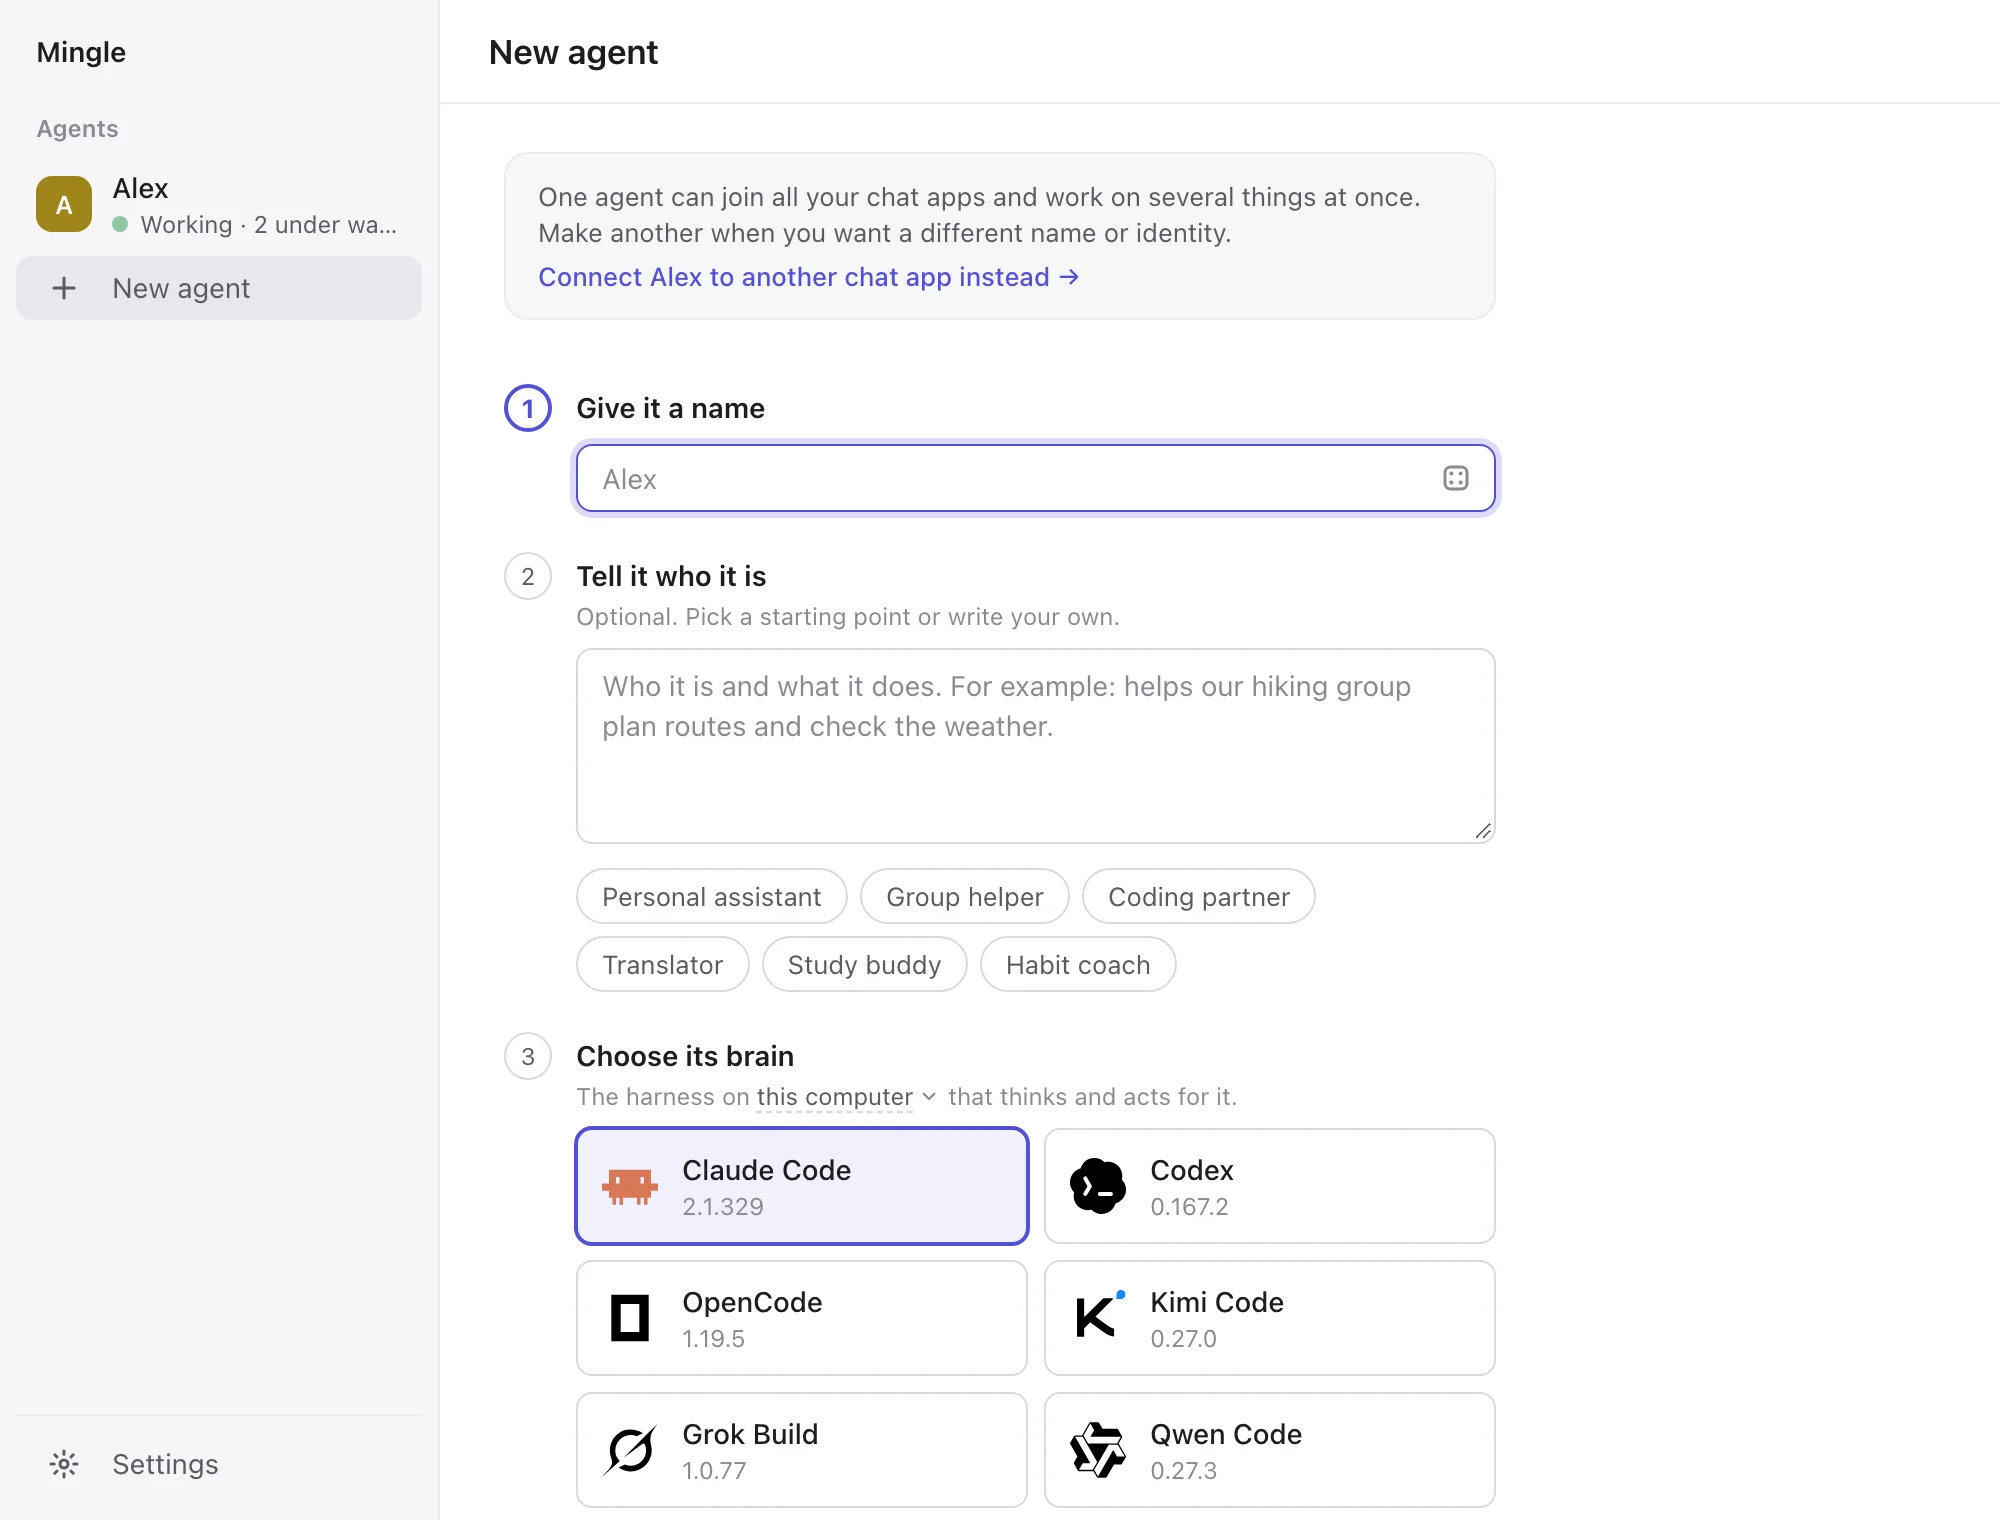 Mingle
Agents
A
Alex
Working · 2 under wa...
New agent
Settings
New agent
One agent can join all your chat apps and work on several things at once.
Make another when you want a different name or identity.
Connect Alex to another chat app instead →
1
Give it a name
Alex
2
Tell it who it is
Optional. Pick a starting point or write your own.
Who it is and what it does. For example: helps our hiking group
plan routes and check the weather.
Personal assistant
Group helper
Coding partner
Translator
Study buddy
Habit coach
3
Choose its brain
The harness on this computer that thinks and acts for it.
Claude Code
2.1.329
Codex
0.167.2
OpenCode
1.19.5
Kimi Code
0.27.0
Grok Build
1.0.77
Qwen Code
0.27.3